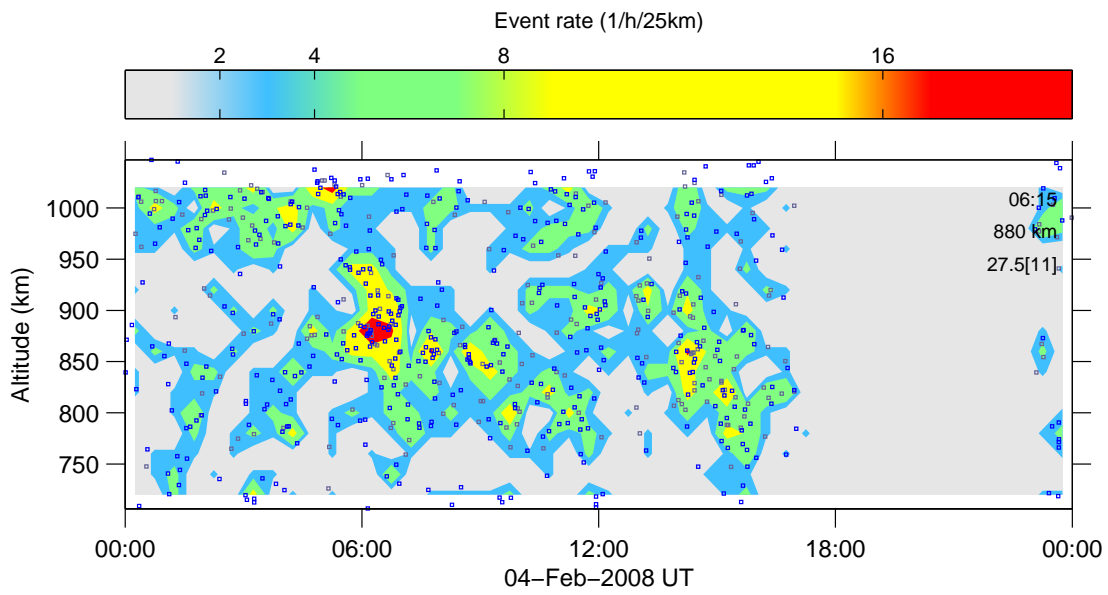 Event rate (1/h/25km)
2 4 8 16
1000
950
900
850
800
750
Altitude (km)
06:15
880 km
27.5[11]
00:00 06:00 12:00 18:00 00:00
04−Feb−2008 UT